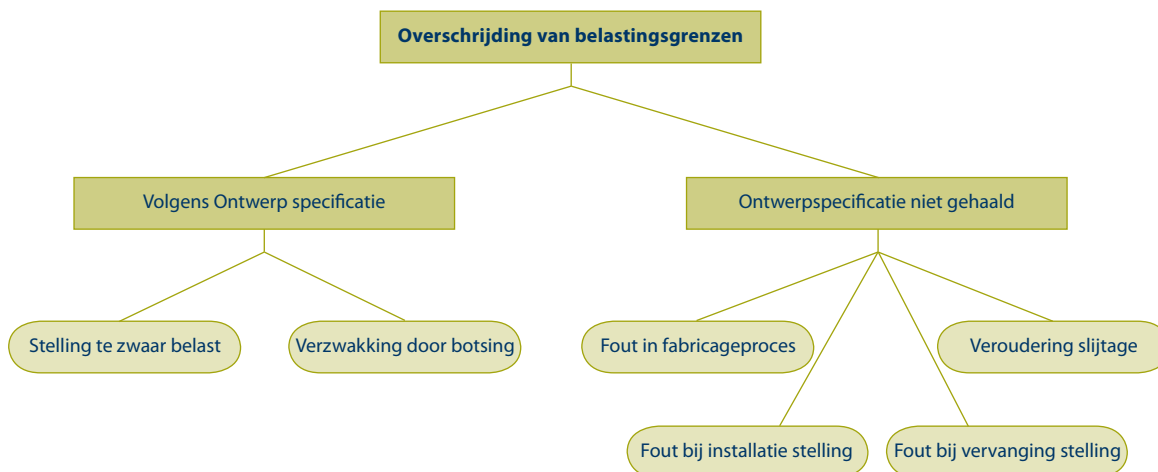 Overschrijding van belastingsgrenzen
Volgens Ontwerp specificatie
Ontwerpspecificatie niet gehaald
Stelling te zwaar belast
Verzwakking door botsing
Fout in fabricageproces
Veroudering slijtage
Fout bij installatie stelling
Fout bij vervanging stelling